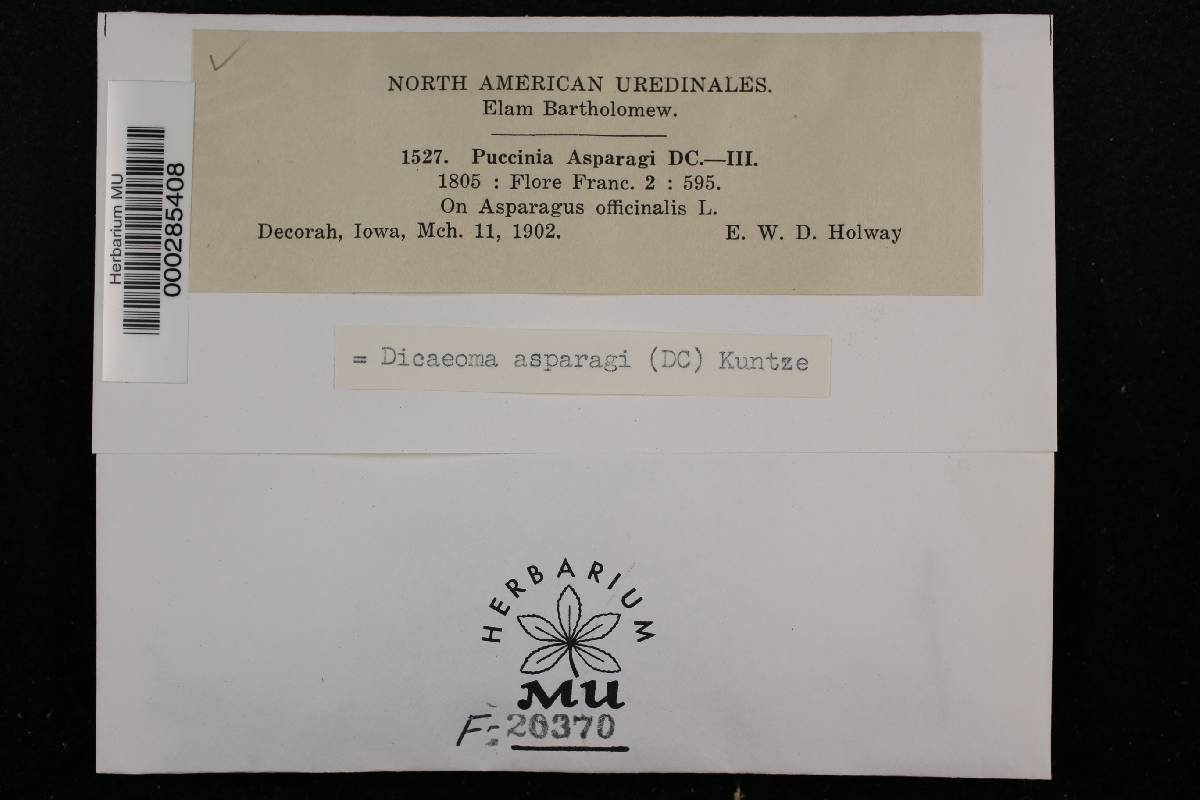 NORTH AMERICAN UREDINALES.
Elam Bartholomew.
1527. Puccinia Asparagi DC.—III.
1805 : Flore Franc. 2 : 595.
On Asparagus officinalis L.
Decorah, Iowa, Mch. 11, 1902. E. W. D. Holway
Herbarium MU
000285408
= Dicaeoma asparagi (DC) Kuntze
HERBARIUM
MU
F- 20370